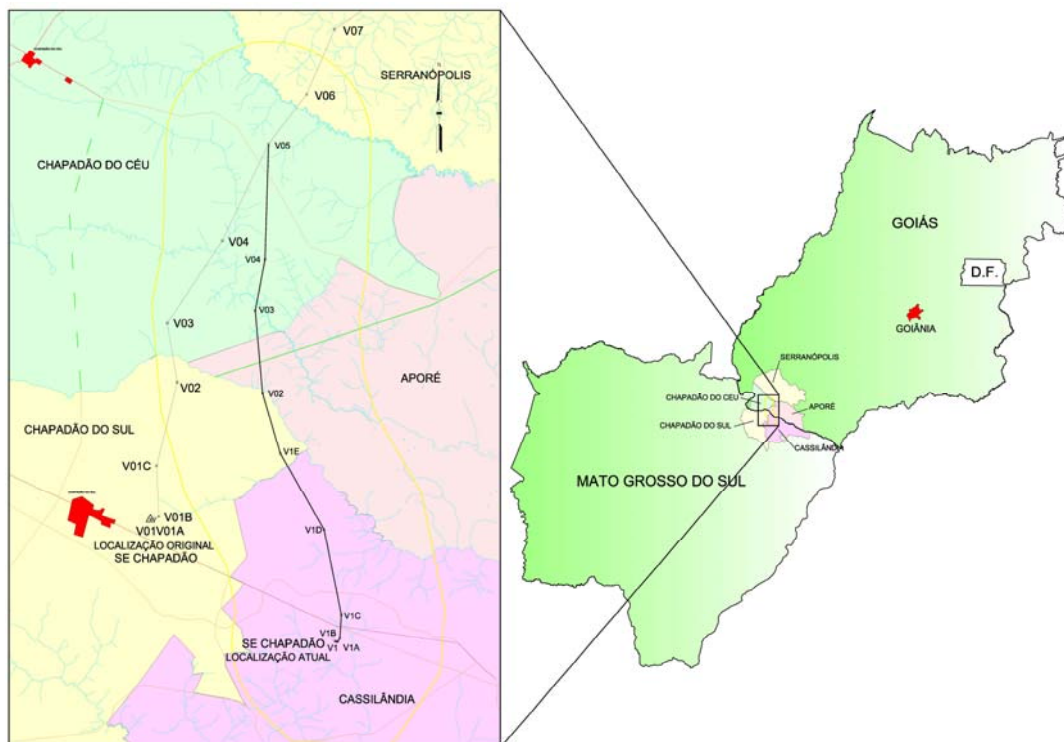 V07
SERRANÓPOLIS
V06
V05
CHAPADÃO DO CÉU
V04
V04
V03
V03
V02
V02
APORÉ
CHAPADÃO DO SUL
V1E
V01C
V01B
V01V01A
LOCALIZAÇÃO ORIGINAL
SE CHAPADÃO
V1D
V1C
V1B
SE CHAPADÃO
V1 V1A
LOCALIZAÇÃO ATUAL
CASSILÂNDIA
GOIÁS
D.F.
GOIÂNIA
SERRANÓPOLIS
CHAPADÃO DO CEU
APORÉ
CHAPADÃO DO SUL
CASSILÂNDIA
MATO GROSSO DO SUL